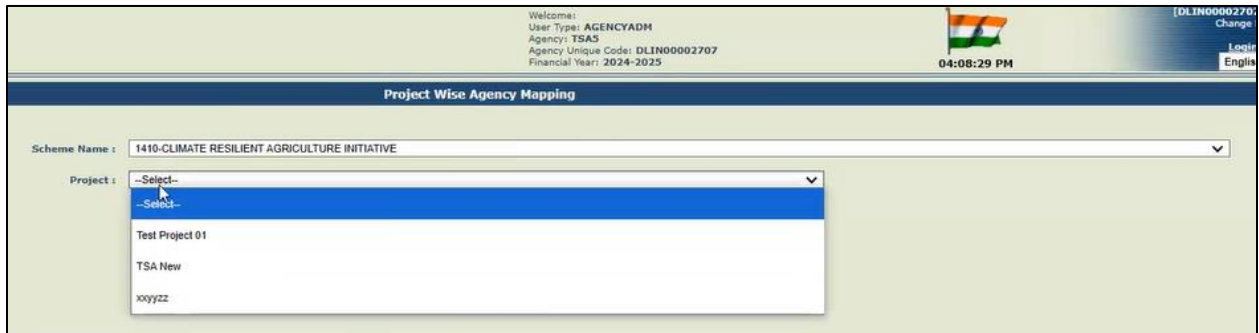 Welcome:
User Type: AGENCYADM
Agency: TSA5
Agency Unique Code: DLIN00002707
Financial Year: 2024-2025
04:08:29 PM
[DLIN00002707
Change
Login
Englis
Project Wise Agency Mapping
Scheme Name : 1410-CLIMATE RESILIENT AGRICULTURE INITIATIVE
Project : --Select--
--Select--
Test Project 01
TSA New
xxyyzz